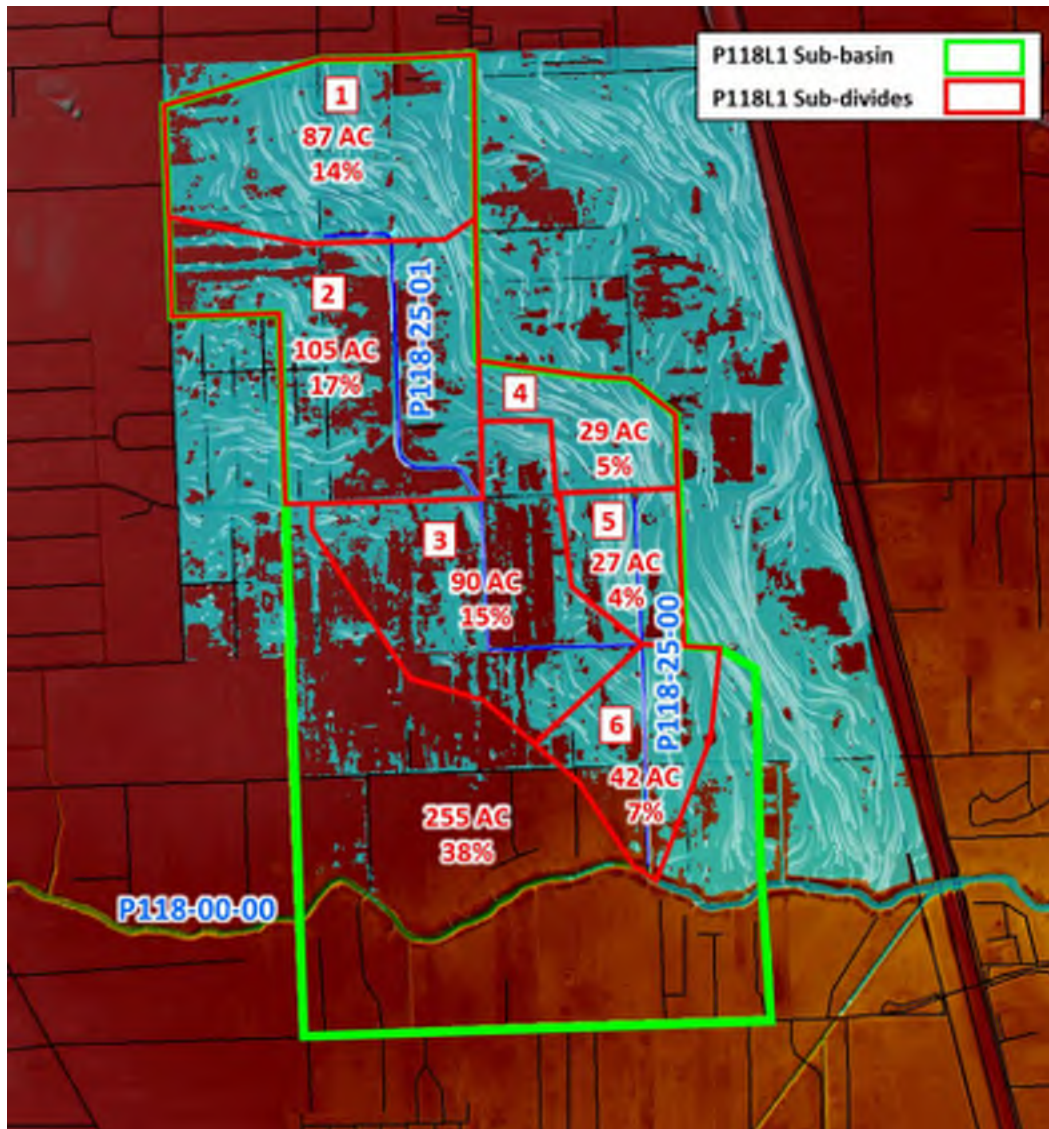 P118L1 Sub-basin
P118L1 Sub-divides
1
87 AC
14%
2
105 AC
17%
P118-25-01
4
29 AC
5%
3
90 AC
15%
5
27 AC
4%
P118-25-00
6
42 AC
7%
255 AC
38%
P118-00-00